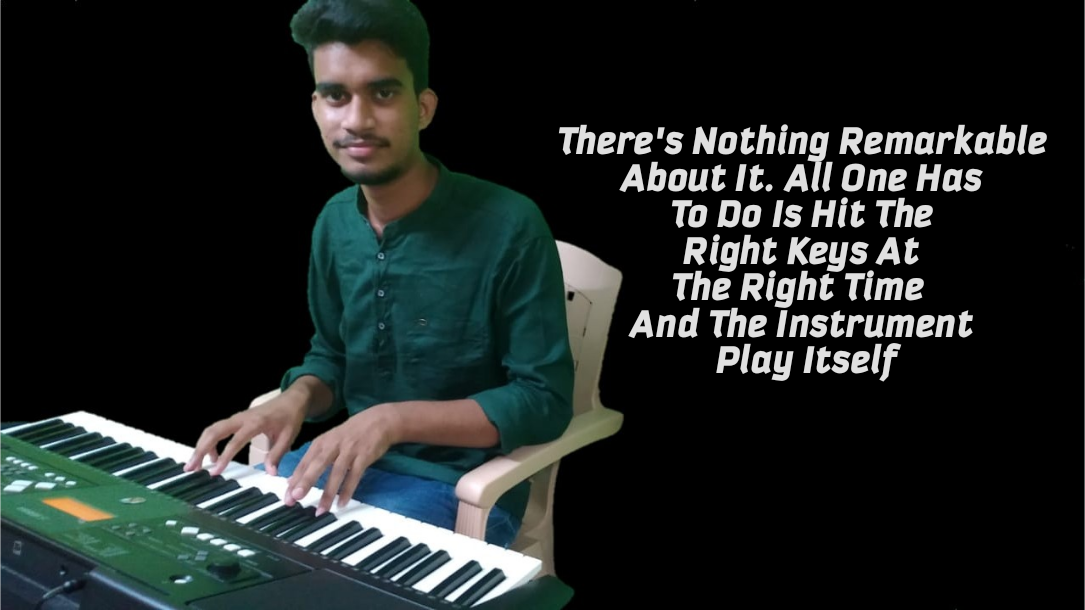 There's Nothing Remarkable
About It. All One Has
To Do Is Hit The
Right Keys At
The Right Time
And The Instrument
Play Itself